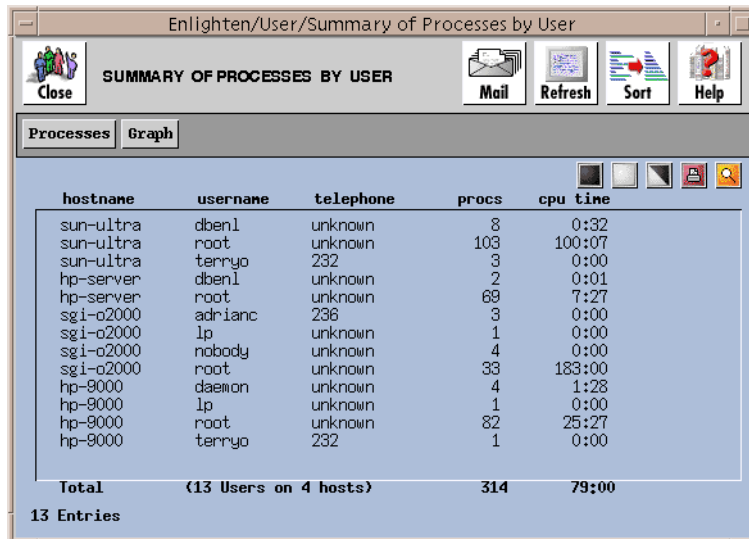 Enlighten/User/Summary of Processes by User
Close
SUMMARY OF PROCESSES BY USER
Mail
Refresh
Sort
Help
Processes Graph
hostname username telephone procs cpu time
sun-ultra dbenl unknown 8 0:32
sun-ultra root unknown 103 100:07
sun-ultra terryo 232 3 0:00
hp-server dbenl unknown 2 0:01
hp-server root unknown 69 7:27
sgi-o2000 adrianc 236 3 0:00
sgi-o2000 lp unknown 1 0:00
sgi-o2000 nobody unknown 4 0:00
sgi-o2000 root unknown 33 183:00
hp-9000 daemon unknown 4 1:28
hp-9000 lp unknown 1 0:00
hp-9000 root unknown 82 25:27
hp-9000 terryo 232 1 0:00
Total (13 Users on 4 hosts) 314 79:00
13 Entries